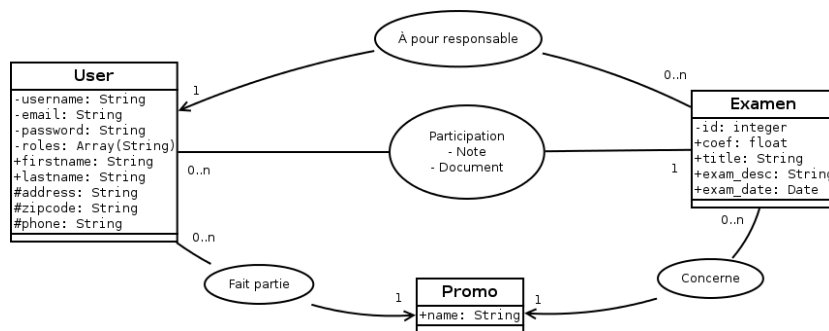 À pour responsable
1
0..n
User
-username: String
-email: String
-password: String
-roles: Array(String)
+firstname: String
+lastname: String
#address: String
#zipcode: String
#phone: String
Examen
-id: integer
+coef: float
+title: String
+exam_desc: String
+exam_date: Date
Participation
- Note
- Document
0..n
1
0..n
0..n
Fait partie
Concerne
1
1
Promo
+name: String